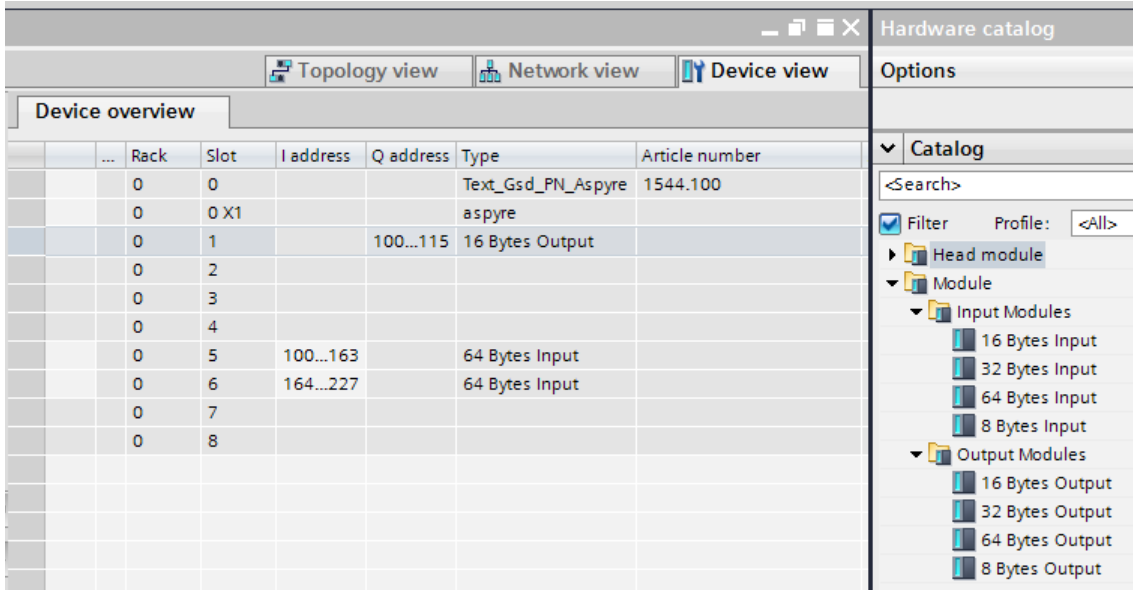 Hardware catalog
Topology view Network view Device view Options
Device overview
... Rack Slot I address Q address Type Article number
0 0 Text_Gsd_PN_Aspyre 1544.100
0 0 X1 aspyre
0 1 100...115 16 Bytes Output
0 2
0 3
0 4
0 5 100...163 64 Bytes Input
0 6 164...227 64 Bytes Input
0 7
0 8
Catalog
<Search>
Filter Profile: <All>
Head module
Module
Input Modules
16 Bytes Input
32 Bytes Input
64 Bytes Input
8 Bytes Input
Output Modules
16 Bytes Output
32 Bytes Output
64 Bytes Output
8 Bytes Output